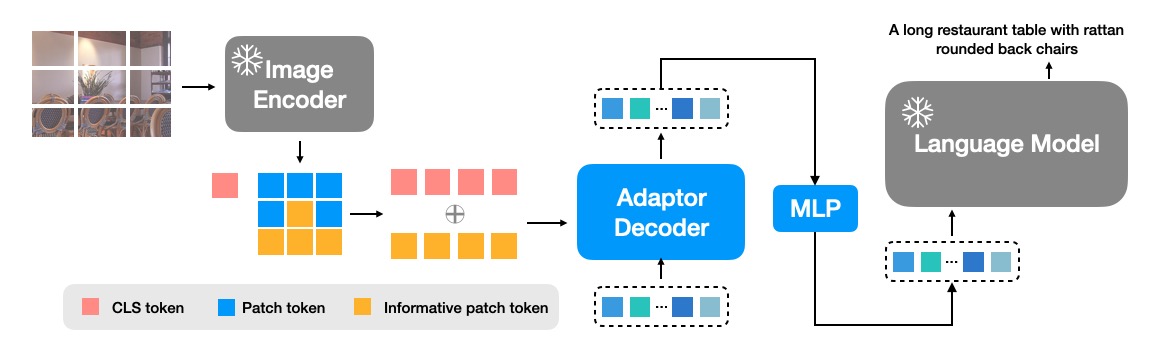 A long restaurant table with rattan
rounded back chairs
Image
Encoder
Language Model
Adaptor
Decoder
MLP
CLS token
Patch token
Informative patch token